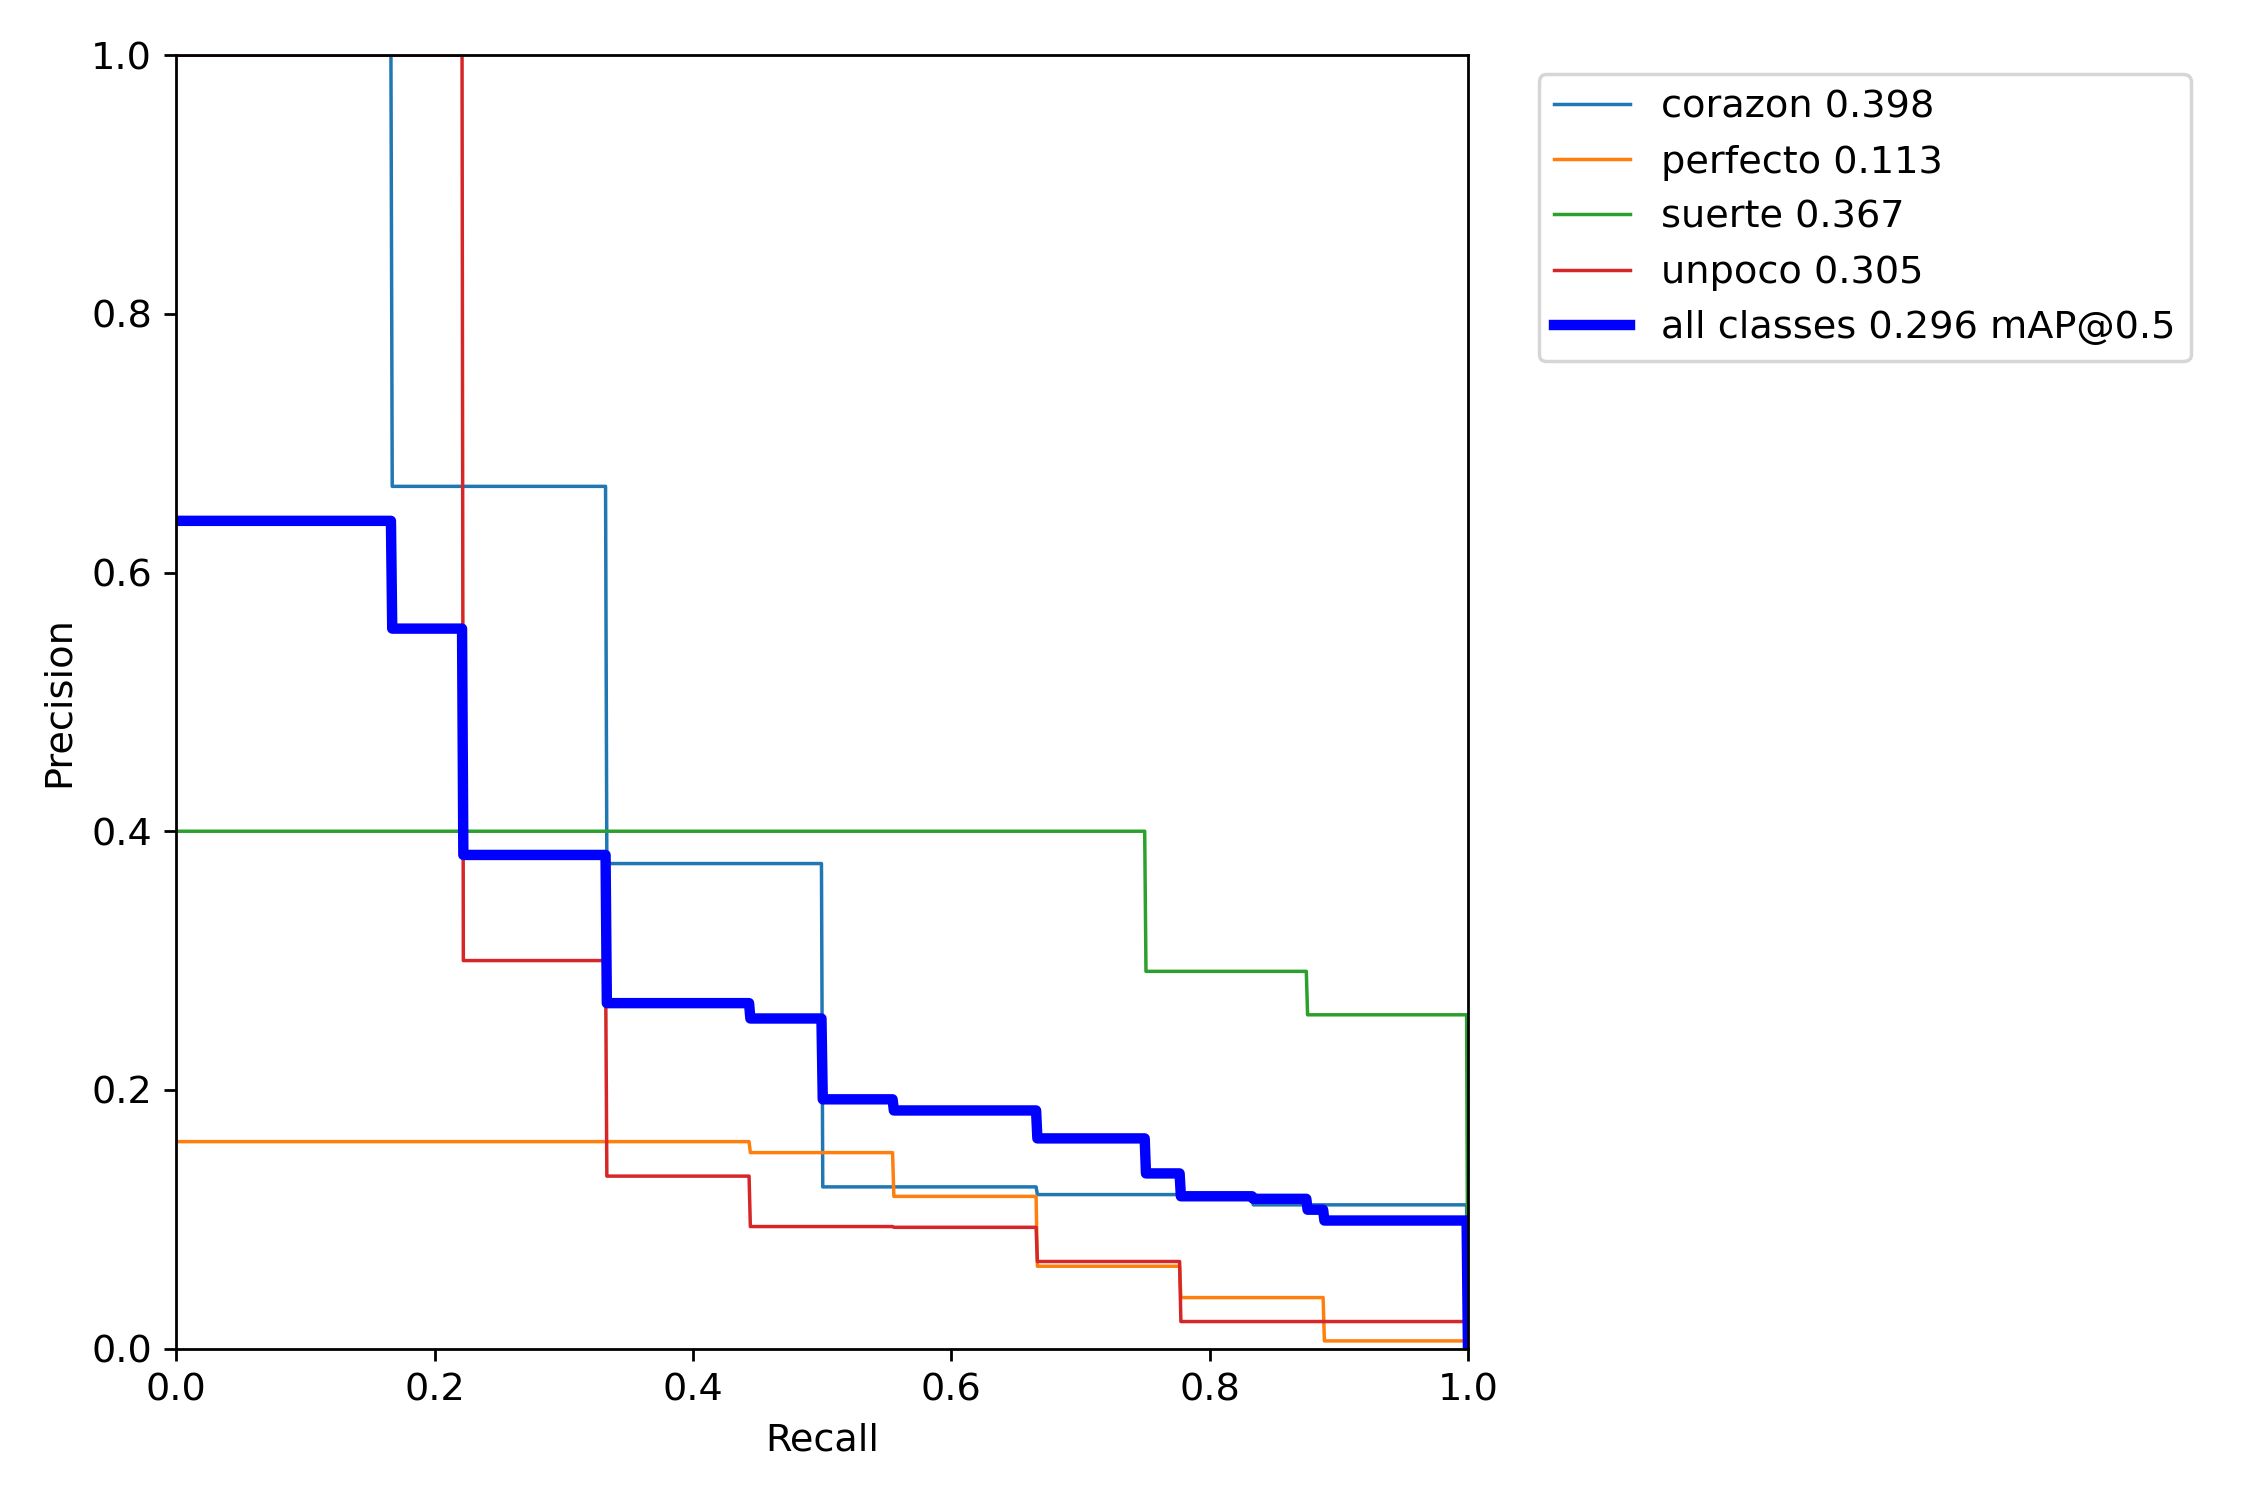 1.0
0.8
0.6
0.4
0.2
0.0
Precision
0.0 0.2 0.4 0.6 0.8 1.0
Recall
corazon 0.398
perfecto 0.113
suerte 0.367
unpoco 0.305
all classes 0.296 mAP@0.5